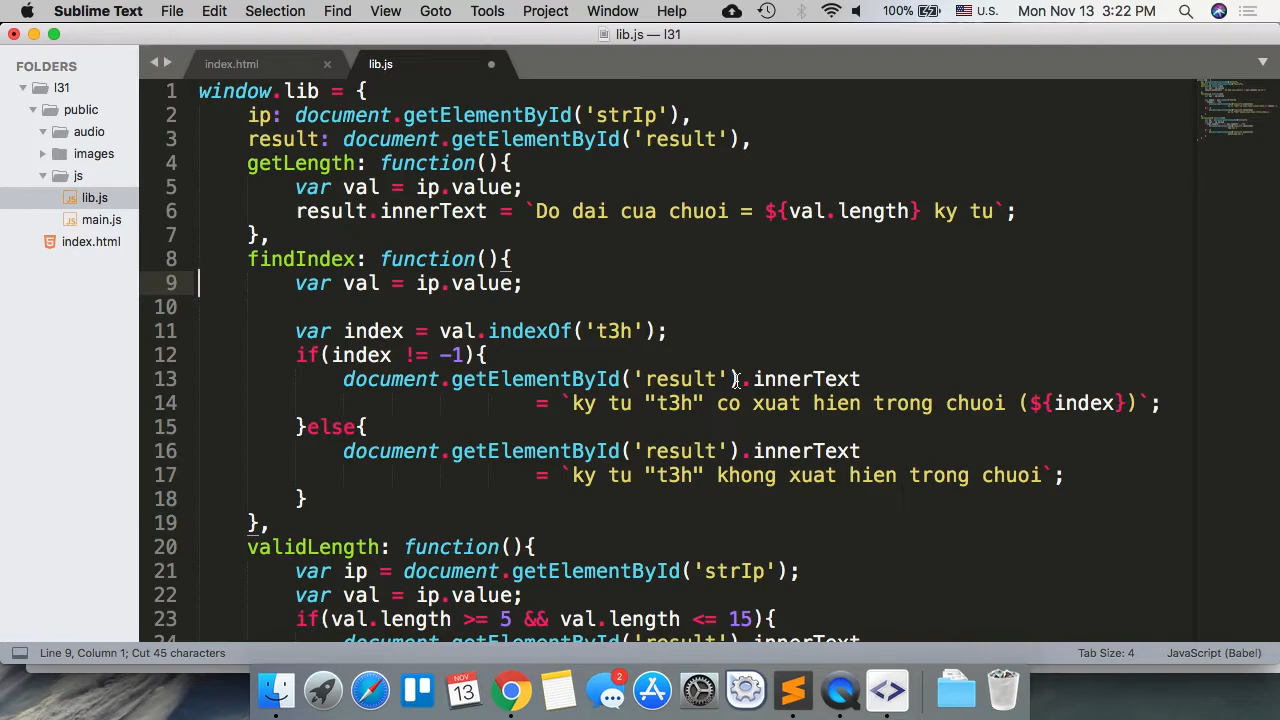 Sublime Text File Edit Selection Find View Goto Tools Project Window Help 100% U.S. Mon Nov 13 3:22 PM
lib.js — l31
FOLDERS
l31
public
audio
images
js
lib.js
main.js
index.html
index.html × lib.js
1 window.lib = {
2 ip: document.getElementById('strIp'),
3 result: document.getElementById('result'),
4 getLength: function(){
5 var val = ip.value;
6 result.innerText = `Do dai cua chuoi = ${val.length} ky tu`;
7 },
8 findIndex: function(){
9 var val = ip.value;
10
11 var index = val.indexOf('t3h');
12 if(index != -1){
13 document.getElementById('result').innerText
14 = `ky tu "t3h" co xuat hien trong chuoi (${index})`;
15 }else{
16 document.getElementById('result').innerText
17 = `ky tu "t3h" khong xuat hien trong chuoi`;
18 }
19 },
20 validLength: function(){
21 var ip = document.getElementById('strIp');
22 var val = ip.value;
23 if(val.length >= 5 && val.length <= 15){
24 document.getElementById('result').innerText
Line 9, Column 1; Cut 45 characters Tab Size: 4 JavaScript (Babel)
NOV
13
2